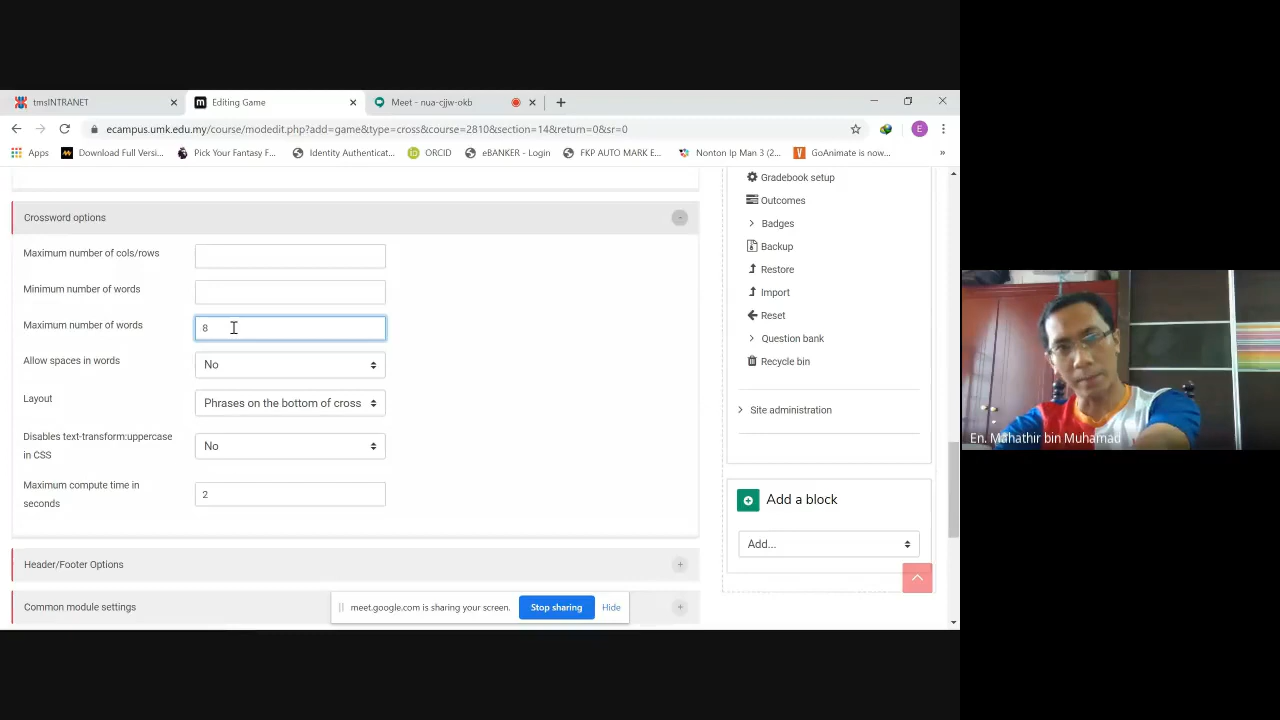 tmsINTRANET
Editing Game
Meet - nua-cjjw-okb
ecampus.umk.edu.my/course/modedit.php?add=game&type=cross&course=2810&section=14&return=0&sr=0
E
Apps
Download Full Versi...
Pick Your Fantasy F...
Identity Authenticat...
ORCID
eBANKER - Login
FKP AUTO MARK E...
Nonton Ip Man 3 (2...
GoAnimate is now...
»
Crossword options
Maximum number of cols/rows
Minimum number of words
Maximum number of words
8
Allow spaces in words
No
Layout
Phrases on the bottom of cross
Disables text-transform:uppercase
in CSS
No
Maximum compute time in
seconds
2
Header/Footer Options
Common module settings
meet.google.com is sharing your screen.
Stop sharing
Hide
Gradebook setup
Outcomes
Badges
Backup
Restore
Import
Reset
Question bank
Recycle bin
Site administration
Add a block
Add...
En. Mahathir bin Muhamad